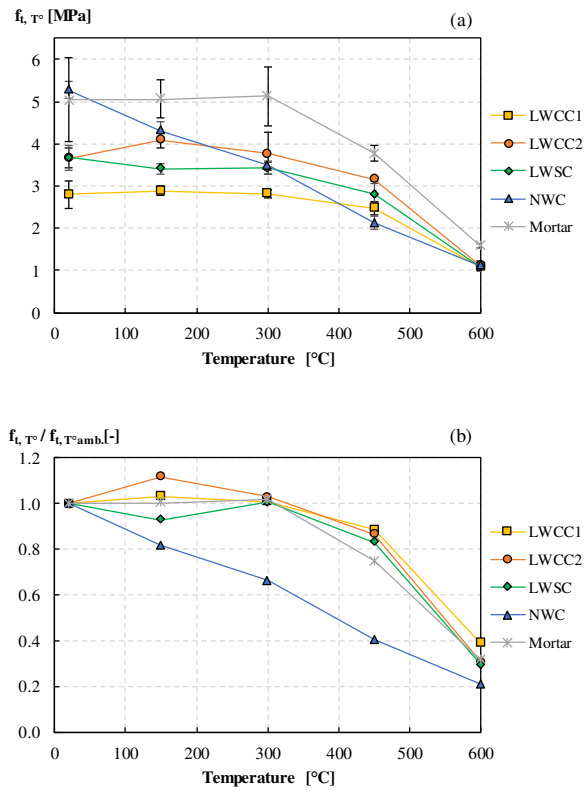 f_t, T° [MPa]
(a)
7
6
5
4
3
2
1
0
0 100 200 300 400 500 600
Temperature [°C]
LWCC1
LWCC2
LWSC
NWC
Mortar
f_t, T° / f_t, T°amb. [-]
(b)
1.2
1.0
0.8
0.6
0.4
0.2
0.0
0 100 200 300 400 500 600
Temperature [°C]
LWCC1
LWCC2
LWSC
NWC
Mortar